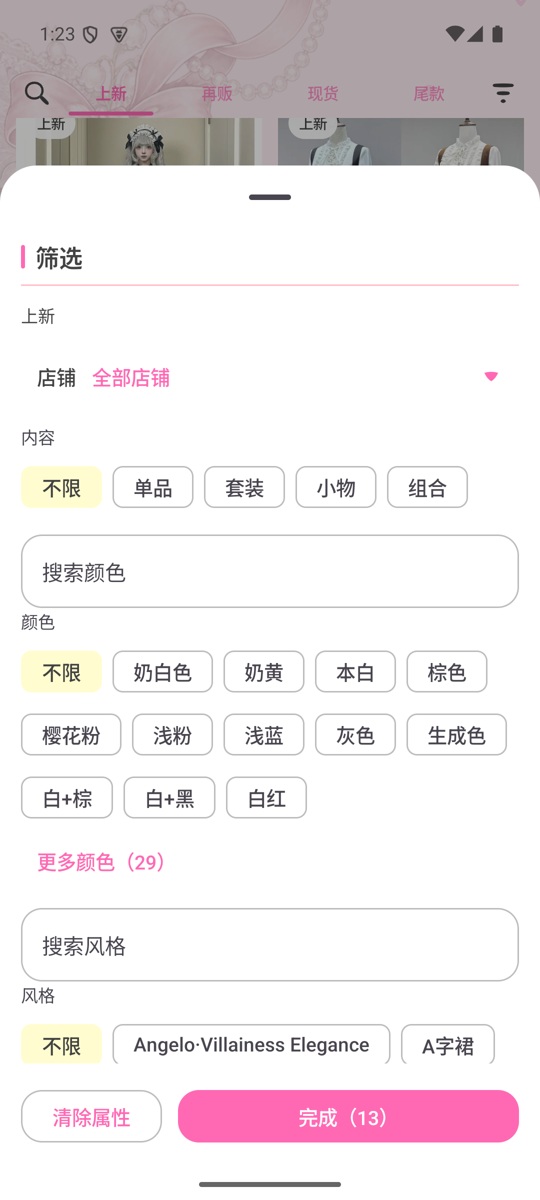 1:23
上新
再贩
现货
尾款
上新
上新
筛选
上新
店铺 全部店铺
内容
不限 单品 套装 小物 组合
搜索颜色
颜色
不限 奶白色 奶黄 本白 棕色
樱花粉 浅粉 浅蓝 灰色 生成色
白+棕 白+黑 白红
更多颜色（29）
搜索风格
风格
不限 Angelo·Villainess Elegance A字裙
清除属性 完成（13）